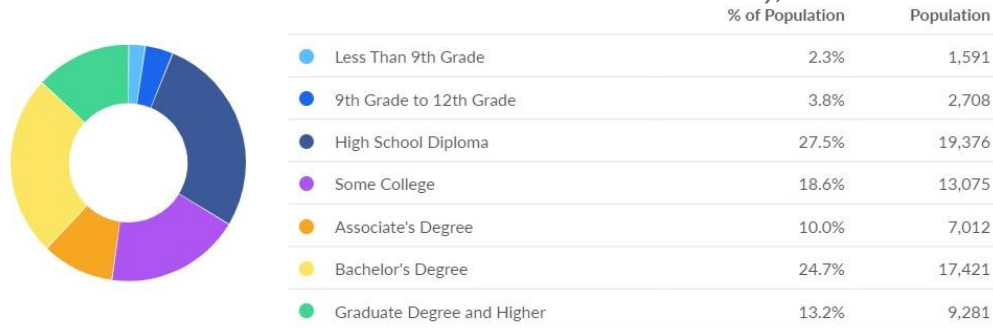 % of Population Population
Less Than 9th Grade 2.3% 1,591
9th Grade to 12th Grade 3.8% 2,708
High School Diploma 27.5% 19,376
Some College 18.6% 13,075
Associate's Degree 10.0% 7,012
Bachelor's Degree 24.7% 17,421
Graduate Degree and Higher 13.2% 9,281